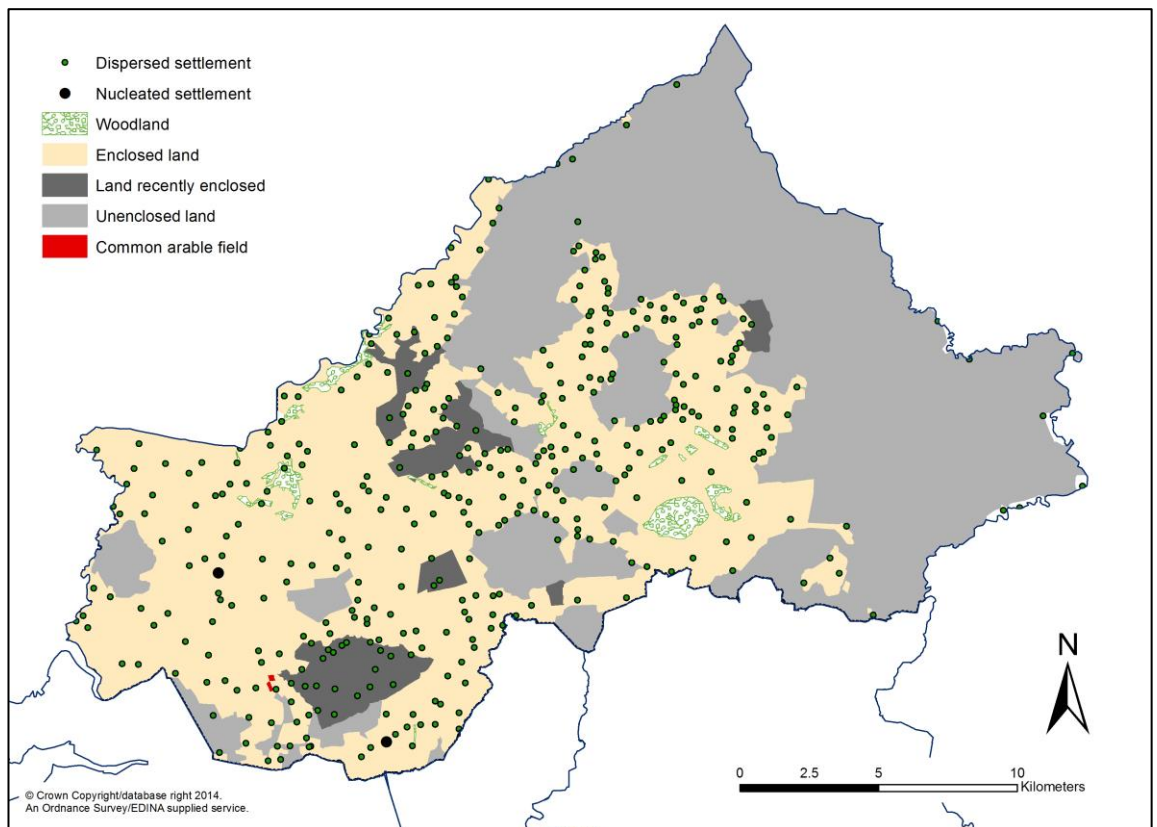 Dispersed settlement
Nucleated settlement
Woodland
Enclosed land
Land recently enclosed
Unenclosed land
Common arable field
N
0 2.5 5 10
Kilometers
© Crown Copyright/database right 2014.
An Ordnance Survey/EDINA supplied service.